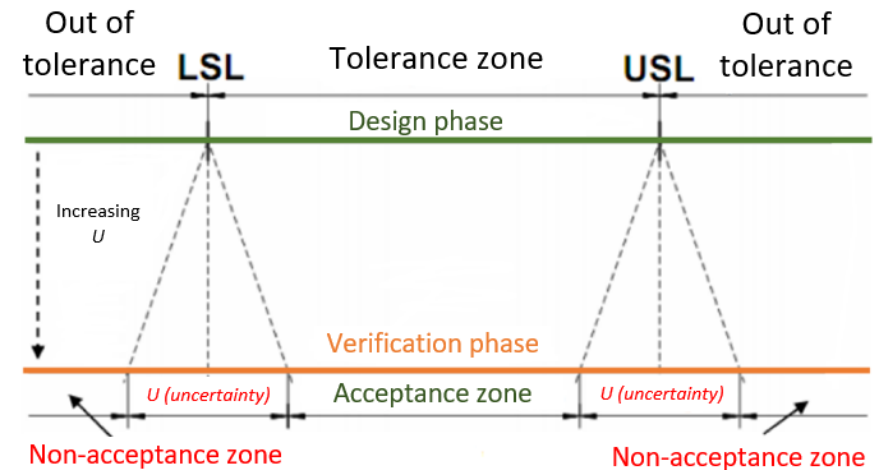 Out of
tolerance
LSL
Tolerance zone
USL
Out of
tolerance
Design phase
Increasing
U
Verification phase
U (uncertainty)
Acceptance zone
U (uncertainty)
Non-acceptance zone
Non-acceptance zone